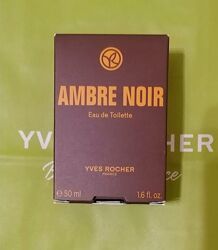 AMBRE NOIR
Eau de Toilette
YVES ROCHER
YVES ROCHER
FRANCE
℮ 50 ml 1.6 fl. oz.